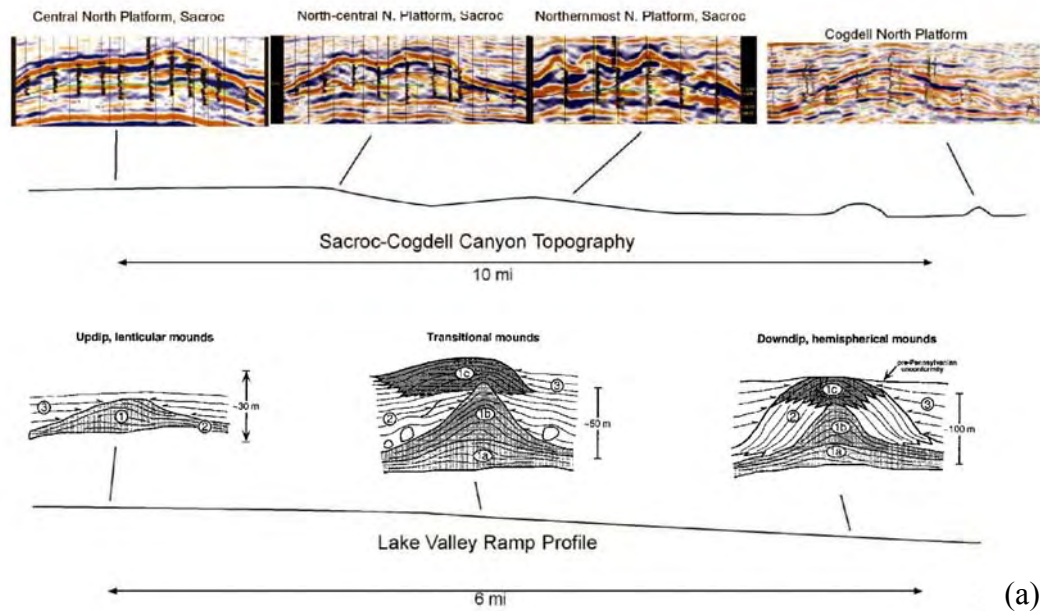 Central North Platform, Sacroc
North-central N. Platform, Sacroc
Northernmost N. Platform, Sacroc
Cogdell North Platform
Sacroc-Cogdell Canyon Topography
10 mi
Updip, lenticular mounds
Transitional mounds
Downdip, hemispherical mounds
pre-Pennsylvanian
unconformity
3
1
2
~30 m
1c
3
2
1b
1a
~50 m
1c
2
3
1b
1a
~100 m
Lake Valley Ramp Profile
6 mi
(a)